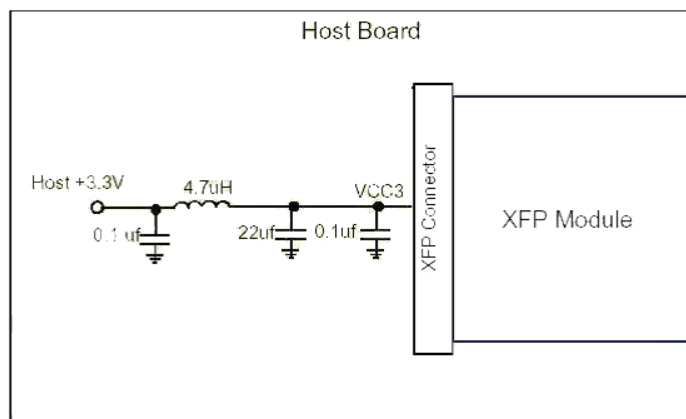 Host Board
Host +3.3V
4.7uH
VCC3
0.1 uf
22uf
0.1uf
XFP Connector
XFP Module